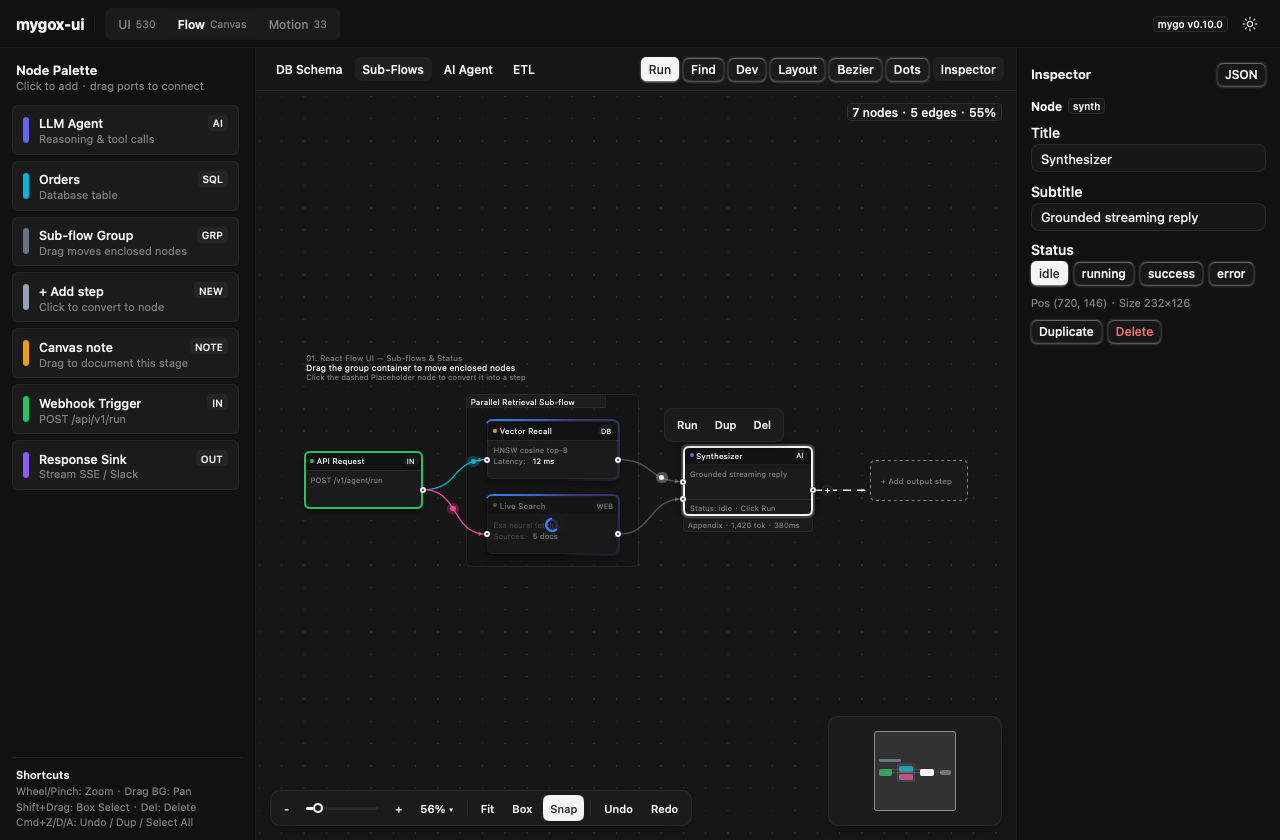 mygox-ui
UI 530
Flow Canvas
Motion 33
mygo v0.10.0
Node Palette
Click to add · drag ports to connect
LLM Agent AI
Reasoning & tool calls
Orders SQL
Database table
Sub-flow Group GRP
Drag moves enclosed nodes
+ Add step NEW
Click to convert to node
Canvas note NOTE
Drag to document this stage
Webhook Trigger IN
POST /api/v1/run
Response Sink OUT
Stream SSE / Slack
Shortcuts
Wheel/Pinch: Zoom · Drag BG: Pan
Shift+Drag: Box Select · Del: Delete
Cmd+Z/D/A: Undo / Dup / Select All
DB Schema Sub-Flows AI Agent ETL
Run Find Dev Layout Bezier Dots Inspector
7 nodes · 5 edges · 55%
01. React Flow UI — Sub-flows & Status
Drag the group container to move enclosed nodes
Click the dashed Placeholder node to convert it into a step
Parallel Retrieval Sub-flow
API Request IN
POST /v1/agent/run
Vector Recall DB
HNSW cosine top-8
Latency: 12 ms
Live Search WEB
Exa neural fetch
Sources: 5 docs
Run Dup Del
Synthesizer AI
Grounded streaming reply
Status: idle · Click Run
Appendix · 1,420 tok · 380ms
+
+ Add output step
- + 56% ▾ Fit Box Snap Undo Redo
Inspector JSON
Node synth
Title
Synthesizer
Subtitle
Grounded streaming reply
Status
idle running success error
Pos (720, 146) · Size 232×126
Duplicate Delete